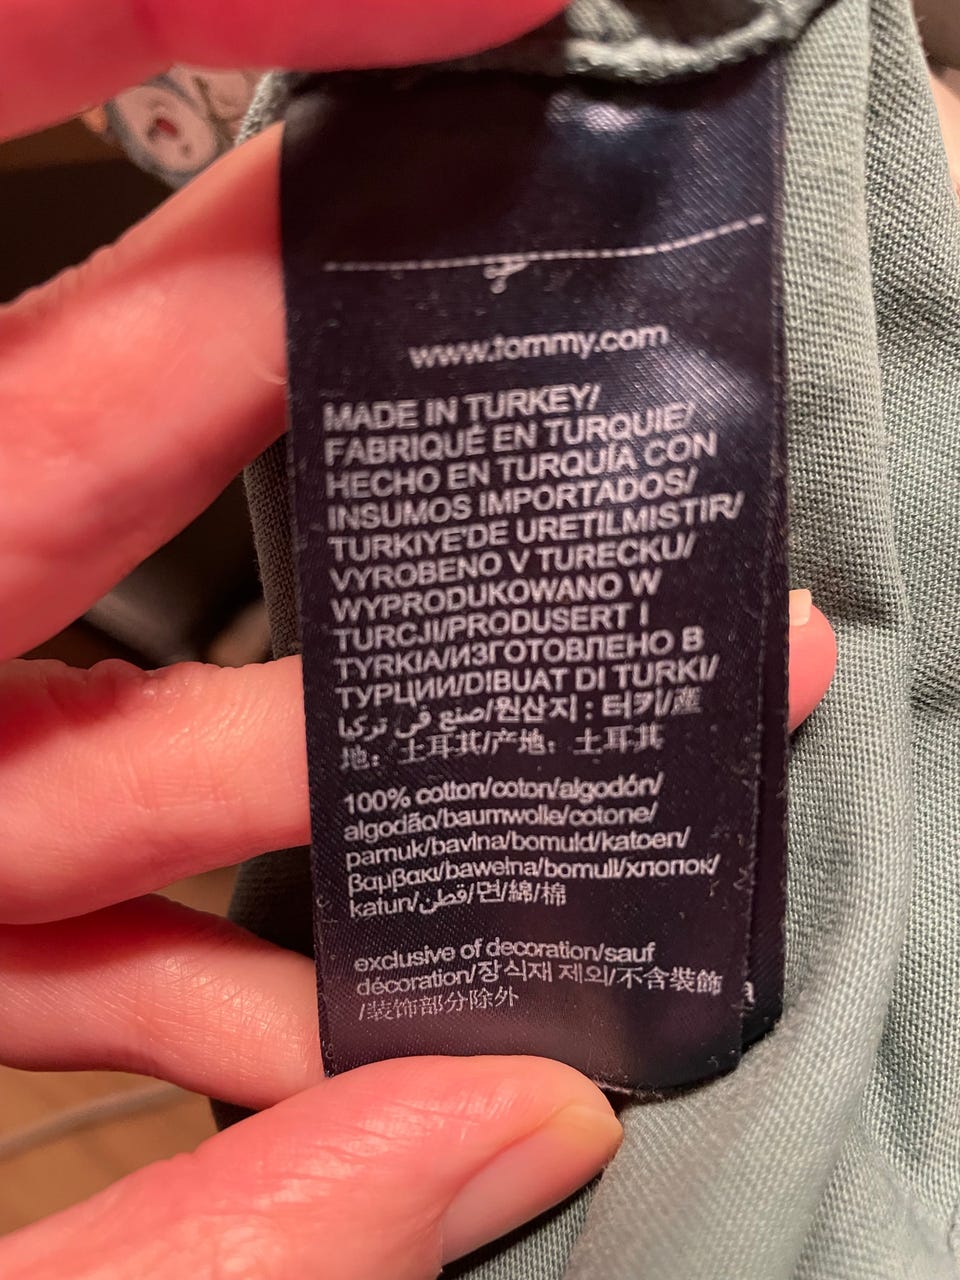 www.tommy.com
MADE IN TURKEY/
FABRIQUÉ EN TURQUIE/
HECHO EN TURQUÍA CON
INSUMOS IMPORTADOS/
TURKIYE'DE URETILMISTIR/
VYROBENO V TURECKU/
WYPRODUKOWANO W
TURCJI/PRODUSERT I
TYRKIA/ИЗГОТОВЛЕНО В
ТУРЦИИ/DIBUAT DI TURKI/
صنع في تركيا/원산지 : 터키/產
地：土耳其/产地：土耳其
100% cotton/coton/algodón/
algodão/baumwolle/cotone/
pamuk/bavlna/bomuld/katoen/
βαμβακι/bawełna/bomull/хлопок/
katun/قطن/면/綿/棉
exclusive of decoration/sauf
décoration/장식재 제외/不含裝飾
/装饰部分除外
a